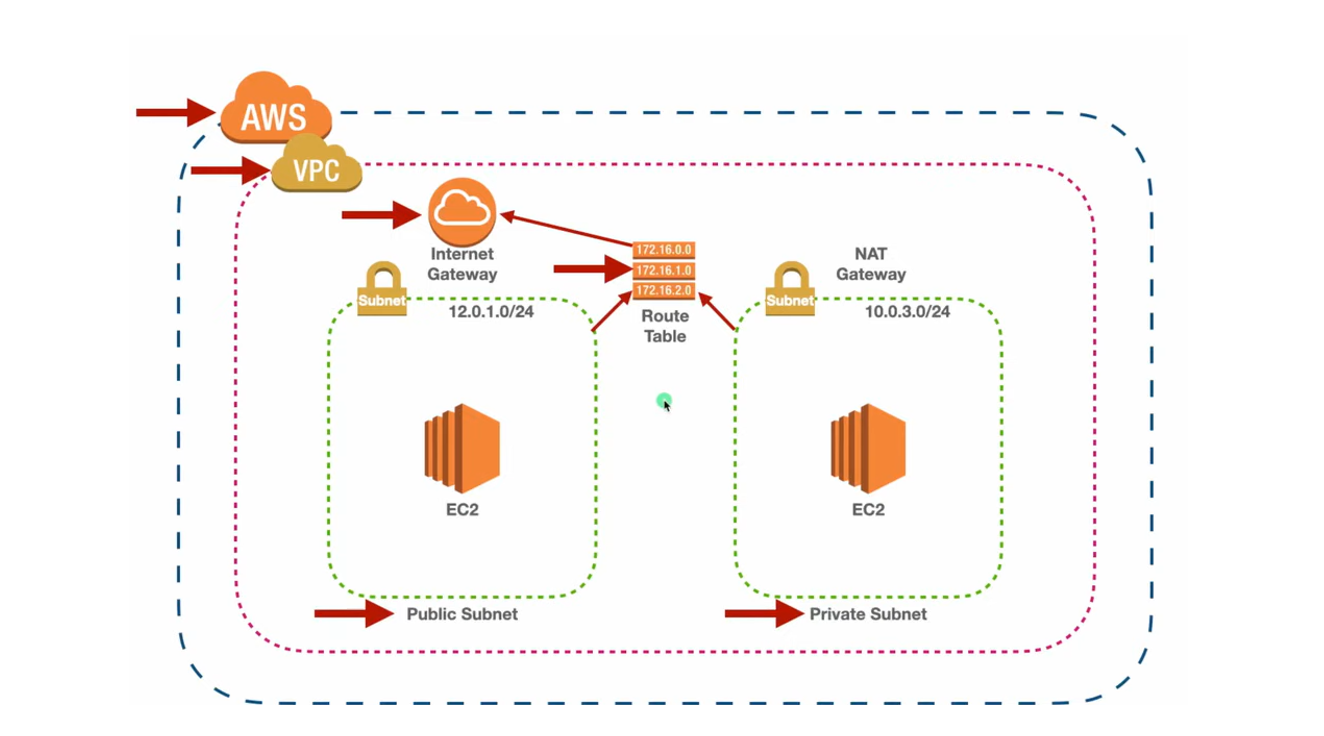 AWS
VPC
Internet
Gateway
172.16.0.0
172.16.1.0
172.16.2.0
Route
Table
NAT
Gateway
Subnet
12.0.1.0/24
Subnet
10.0.3.0/24
EC2
EC2
Public Subnet
Private Subnet